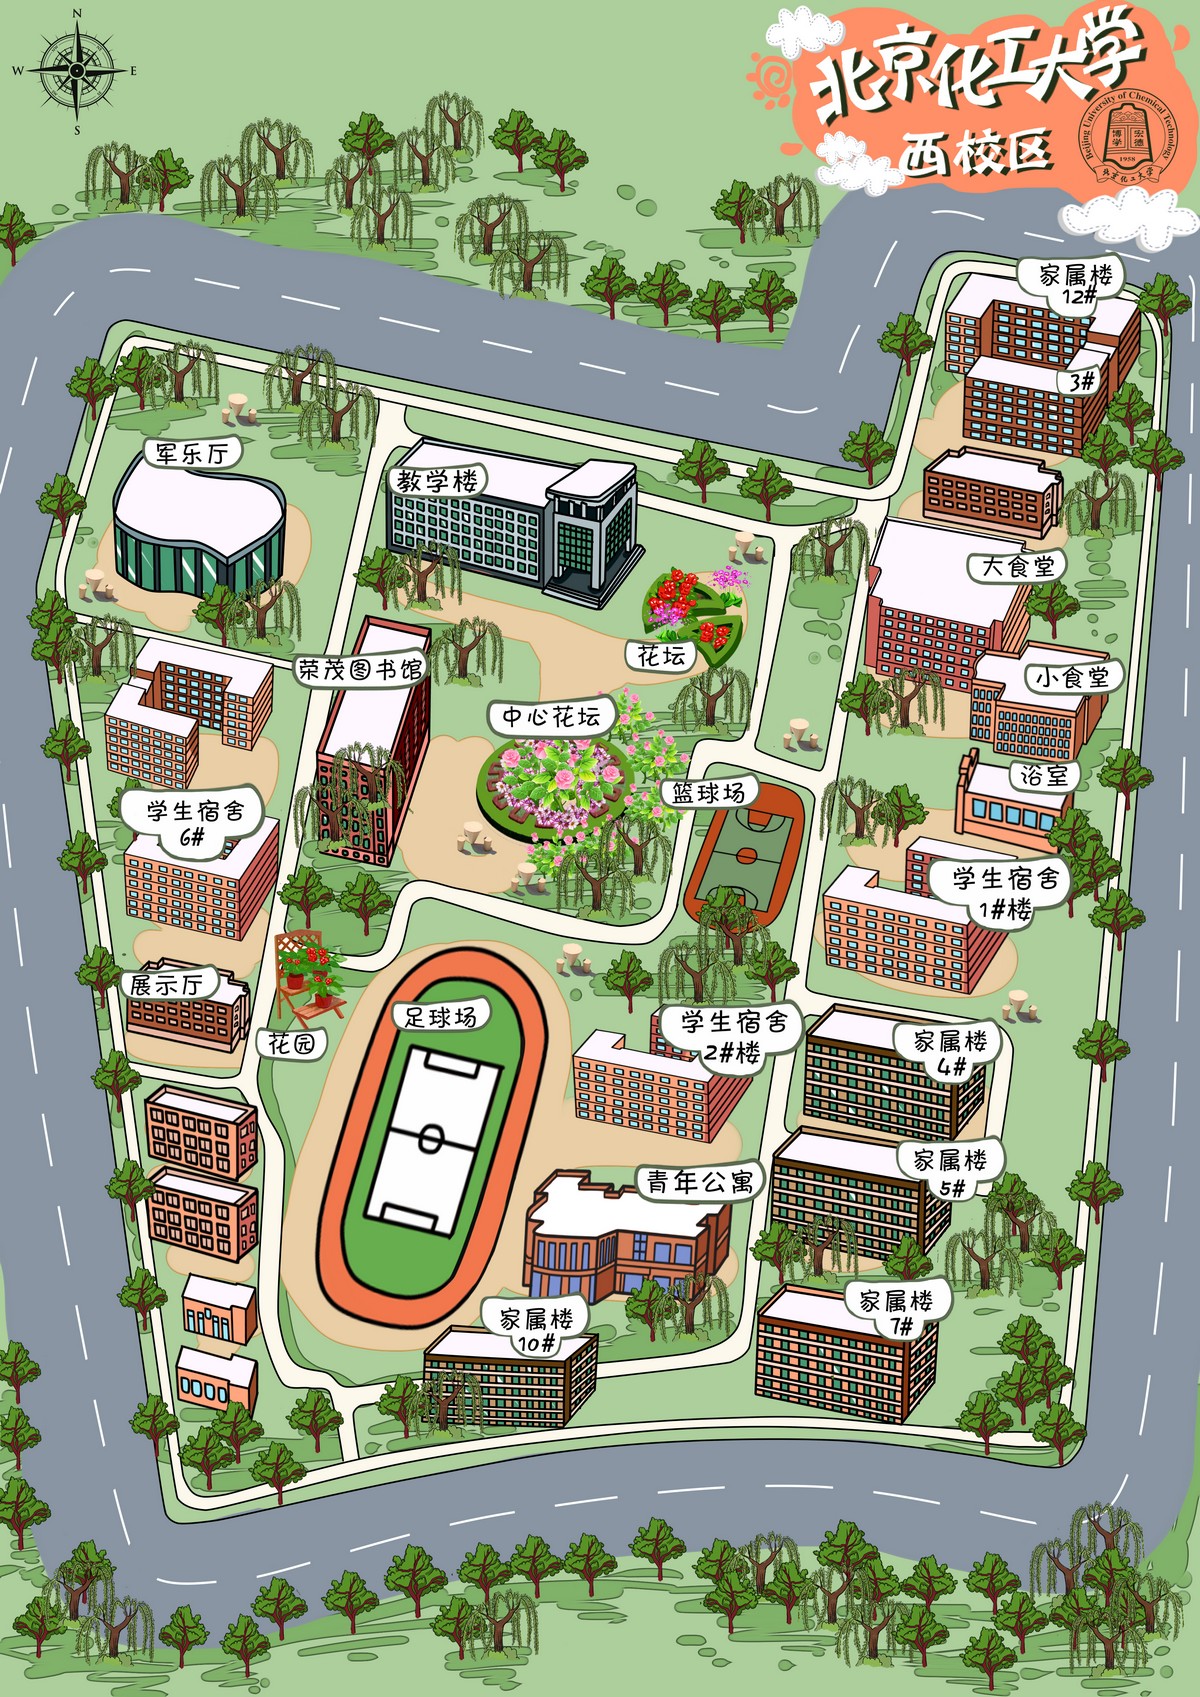 N
W
E
S
北京化工大学
西校区
Beijing University of Chemical Technology
博学
宏德
1958
北京化工大学
家属楼
12#
3#
军乐厅
教学楼
大食堂
花坛
荣茂图书馆
小食堂
中心花坛
浴室
篮球场
学生宿舍
6#
学生宿舍
1#楼
展示厅
足球场
花园
学生宿舍
2#楼
家属楼
4#
家属楼
5#
青年公寓
家属楼
10#
家属楼
7#